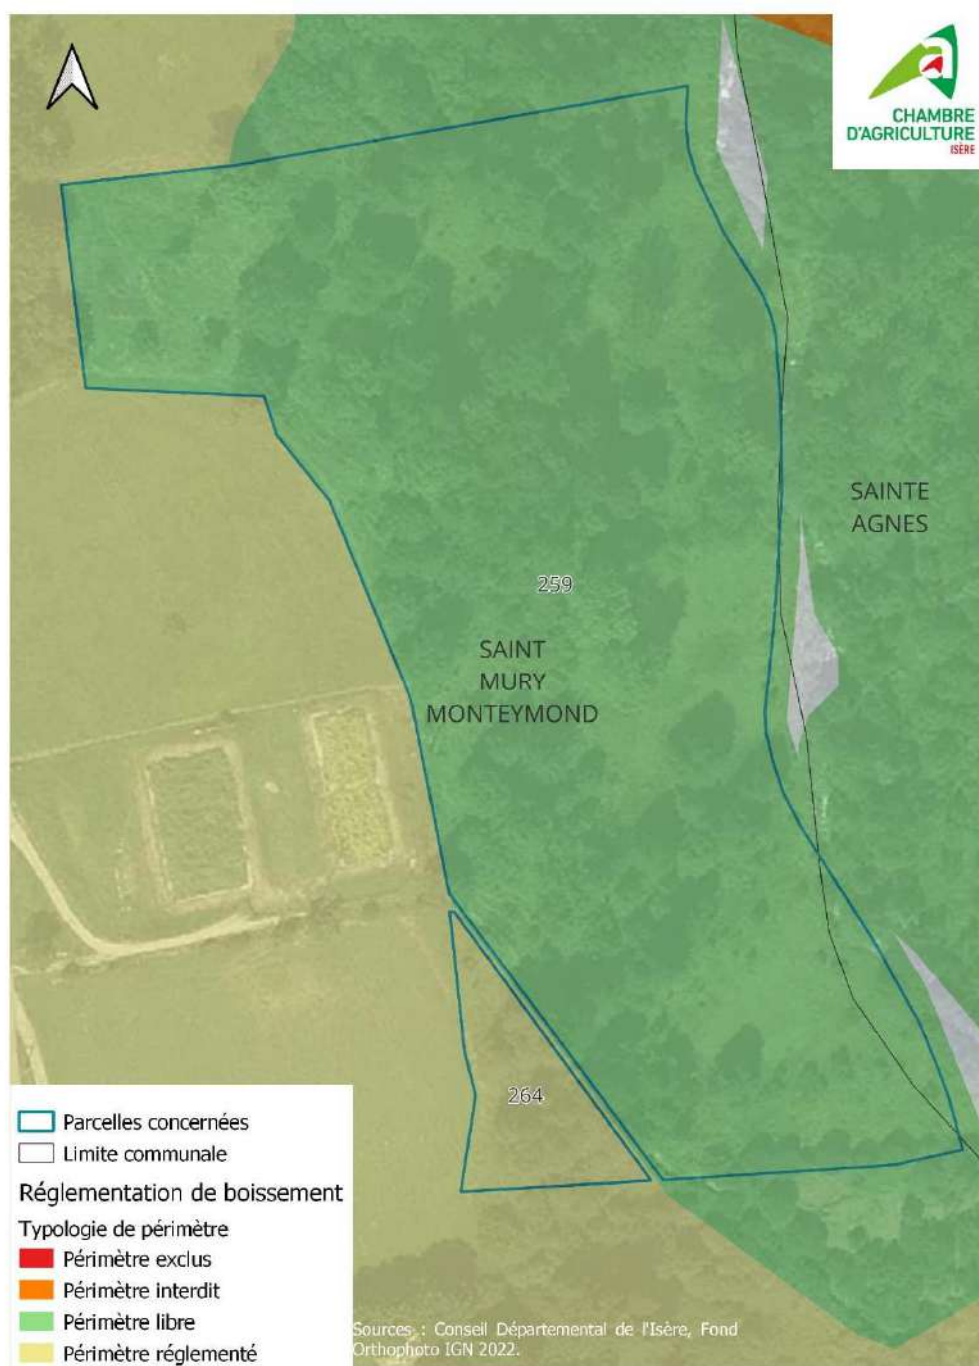 CHAMBRE
D'AGRICULTURE
ISÈRE
SAINTE
AGNES
259
SAINT
MURY
MONTEYMOND
264
Parcelles concernées
Limite communale
Réglementation de boissement
Typologie de périmètre
Périmètre exclus
Périmètre interdit
Périmètre libre
Périmètre réglementé
Sources : Conseil Départemental de l'Isère, Fond
Orthophoto IGN 2022.